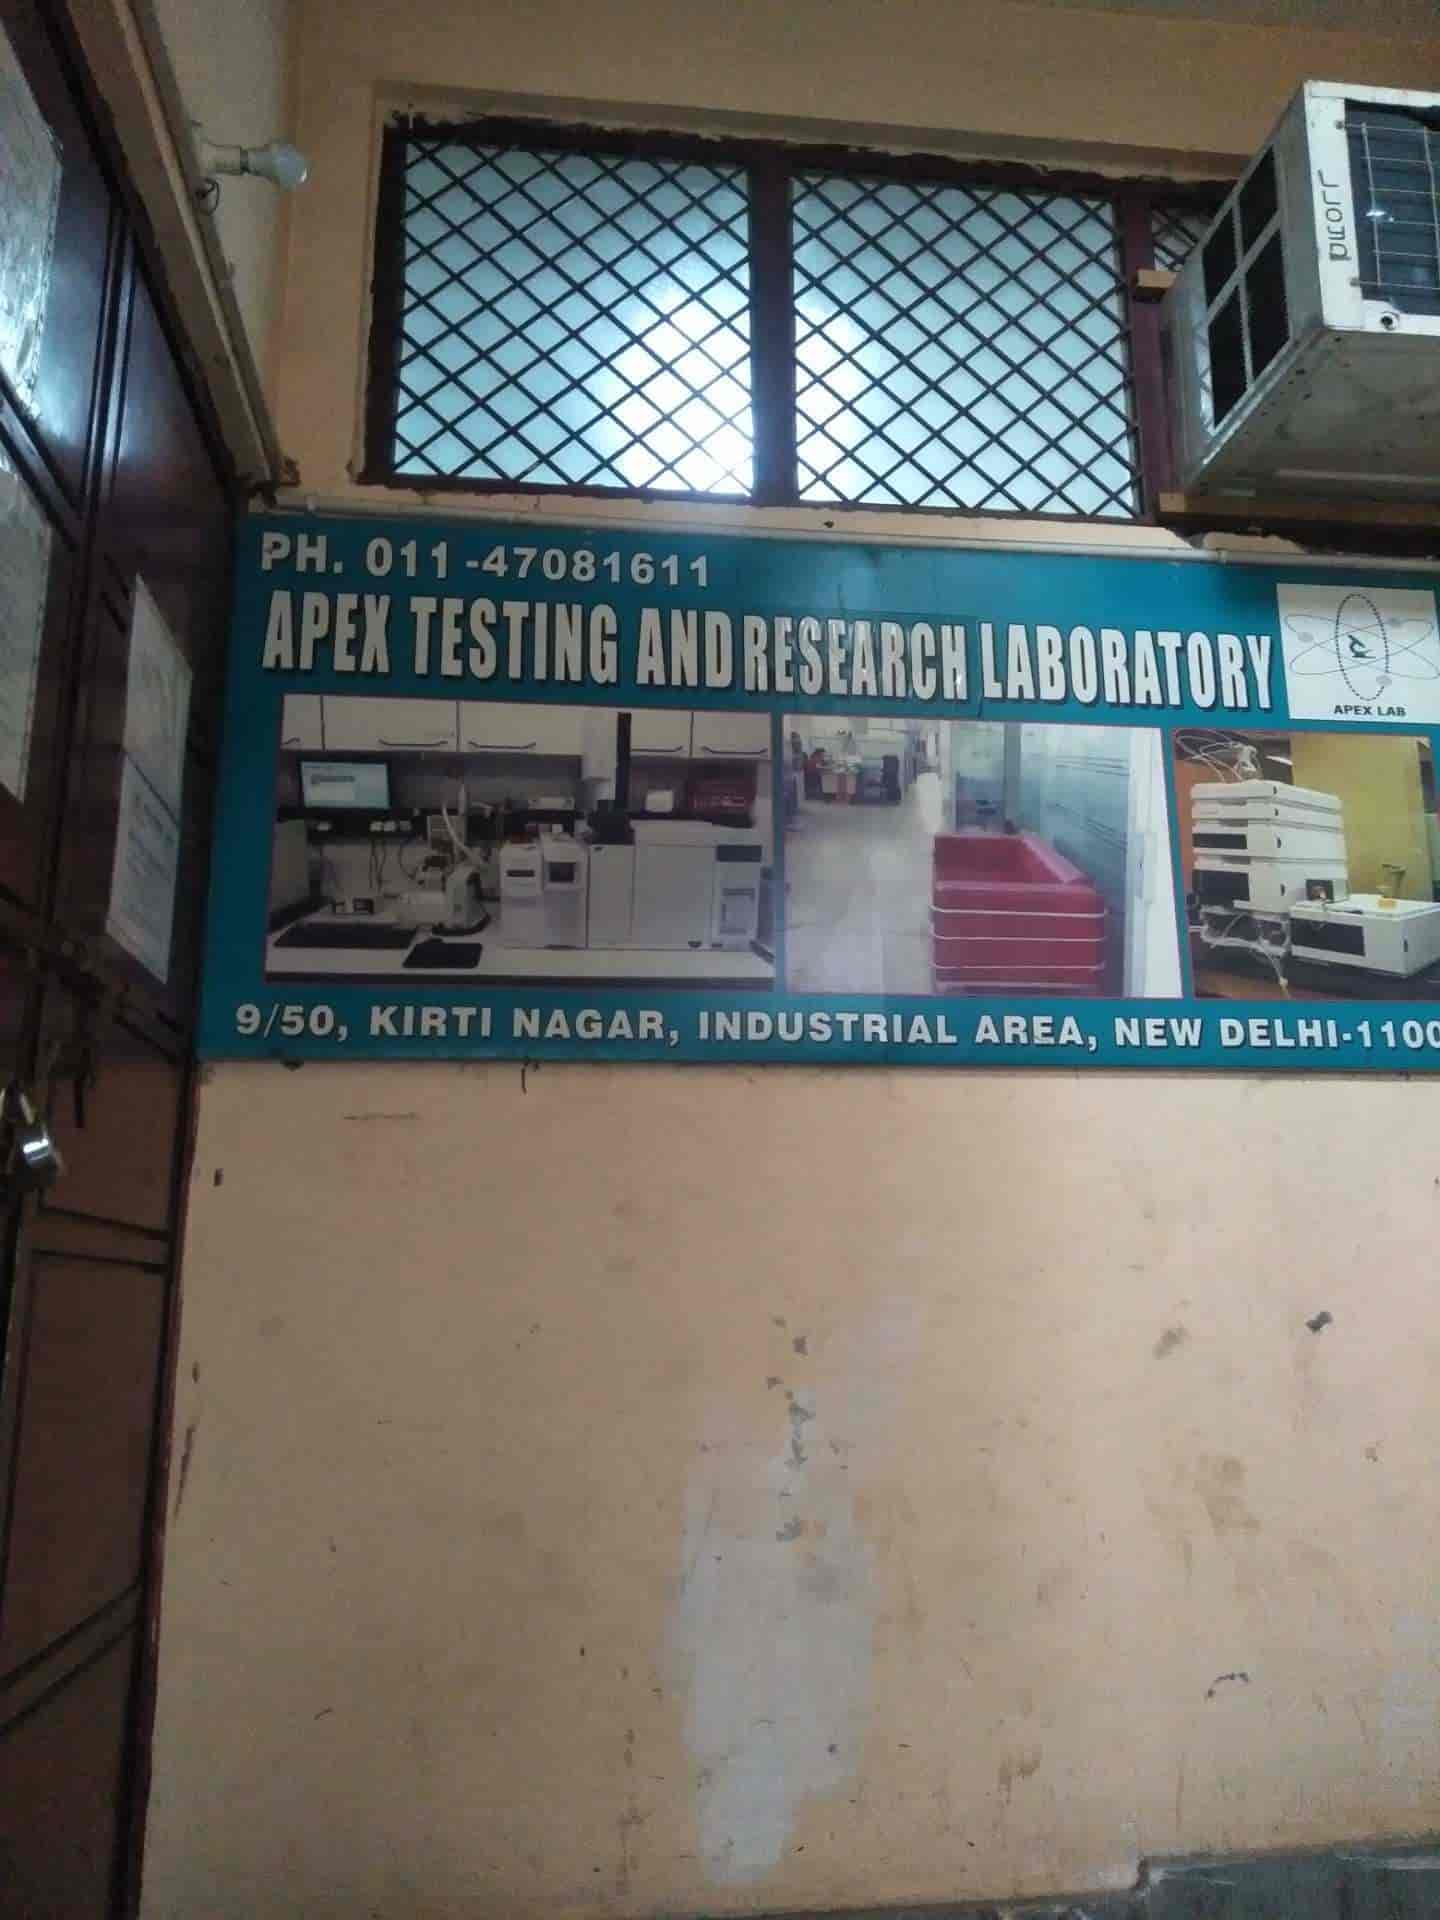 LLOYD
PH. 011-47081611
APEX TESTING AND RESEARCH LABORATORY
APEX LAB
9/50, KIRTI NAGAR, INDUSTRIAL AREA, NEW DELHI-1100